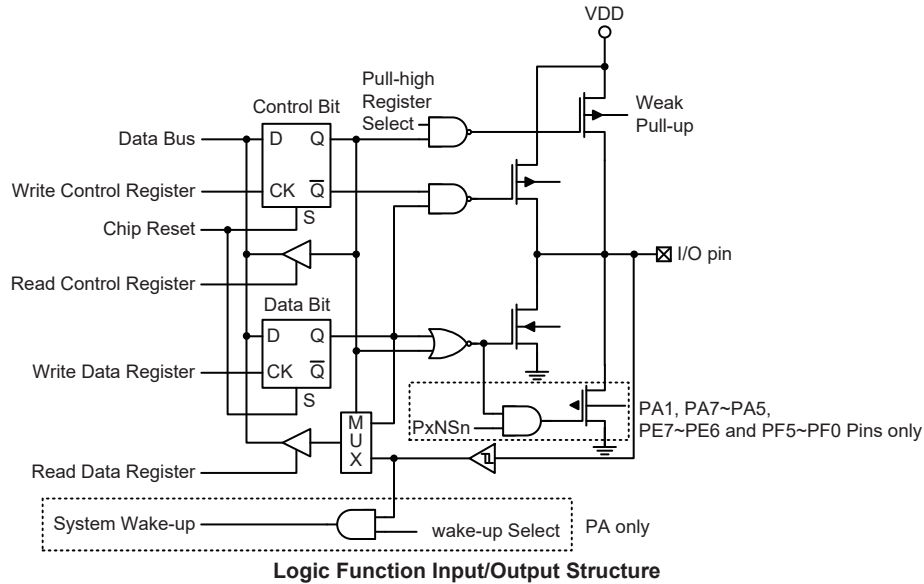 VDD
Pull-high
Register
Select
Weak
Pull-up
Control Bit
Data Bus
D
Q
Write Control Register
CK
Q
Chip Reset
S
I/O pin
Read Control Register
Data Bit
D
Q
Write Data Register
CK
Q
S
M
U
X
PxNSn
PA1, PA7~PA5,
PE7~PE6 and PF5~PF0 Pins only
Read Data Register
System Wake-up
wake-up Select
PA only
Logic Function Input/Output Structure